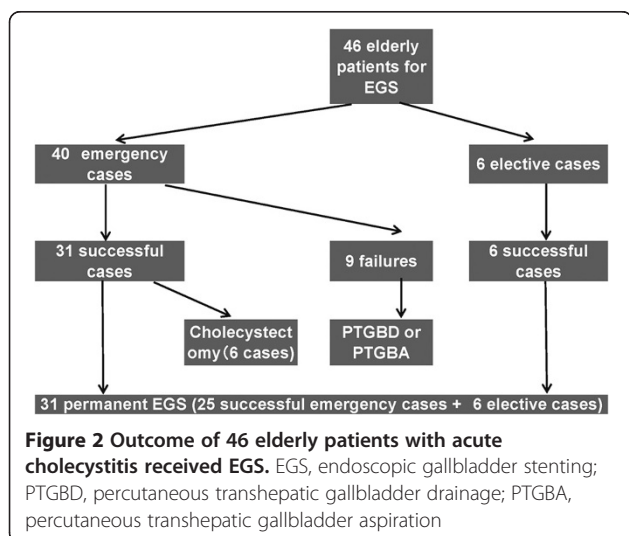 46 elderly
patients for
EGS
40 emergency
cases
6 elective cases
31 successful
cases
9 failures
6 successful
cases
Cholecystect
omy(6 cases)
PTGBD or
PTGBA
31 permanent EGS (25 successful emergency cases + 6 elective cases)
Figure 2 Outcome of 46 elderly patients with acute
cholecystitis received EGS. EGS, endoscopic gallbladder stenting;
PTGBD, percutaneous transhepatic gallbladder drainage; PTGBA,
percutaneous transhepatic gallbladder aspiration